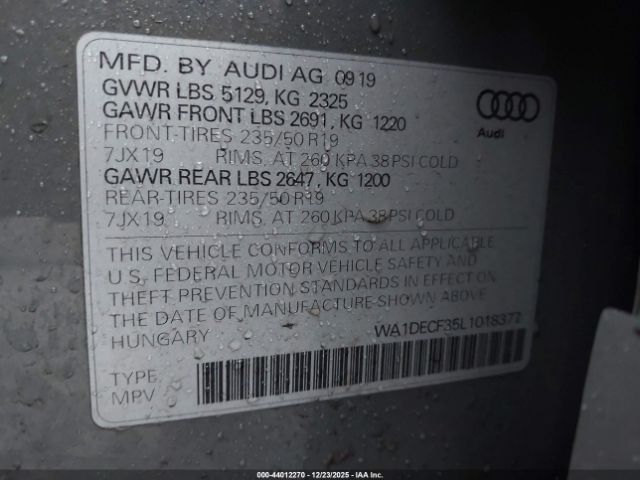 MFD. BY AUDI AG 09 19
GVWR LBS 5129, KG 2325
GAWR FRONT LBS 2691, KG 1220
FRONT-TIRES 235/50 R19
7JX19 RIMS, AT 260 KPA 38 PSI COLD
GAWR REAR LBS 2647, KG 1200
REAR-TIRES 235/50 R19
7JX19 RIMS, AT 260 KPA 38 PSI COLD
Audi
THIS VEHICLE CONFORMS TO ALL APPLICABLE
U.S. FEDERAL MOTOR VEHICLE SAFETY AND
THEFT PREVENTION STANDARDS IN EFFECT ON
THE DATE OF MANUFACTURE SHOWN ABOVE
HUNGARY WA1DECF35L1018377
TYPE
MPV
000-44012270 - 12/23/2025 - IAA Inc.